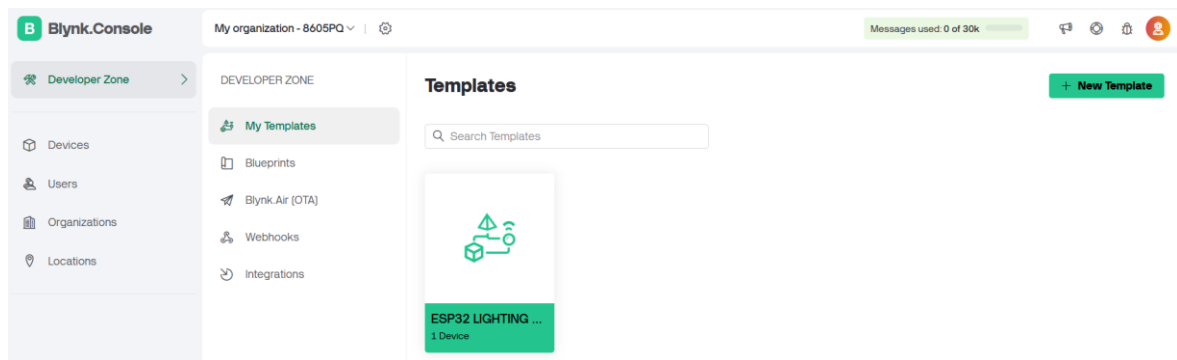 B Blynk.Console
My organization - 8605PQ
Messages used: 0 of 30k
Developer Zone
Devices
Users
Organizations
Locations
DEVELOPER ZONE
My Templates
Blueprints
Blynk.Air (OTA)
Webhooks
Integrations
Templates
+ New Template
Search Templates
ESP32 LIGHTING ...
1 Device